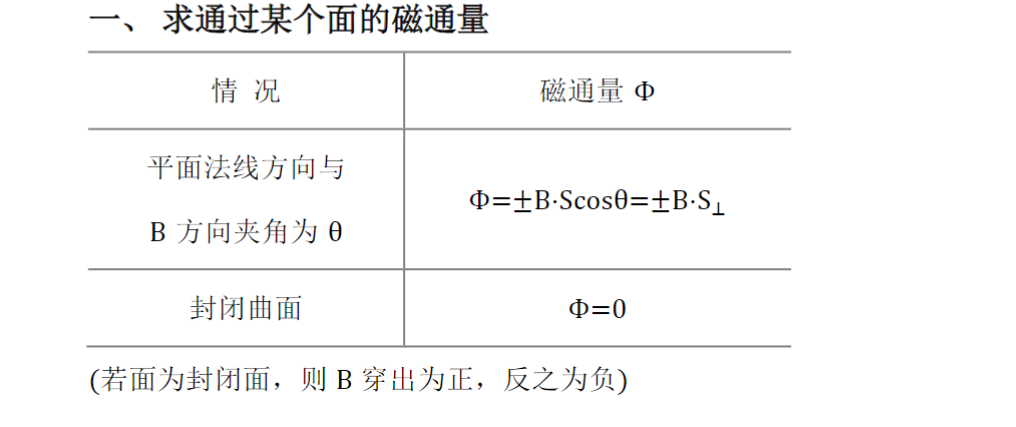 一、 求通过某个面的磁通量
情 况
磁通量 Φ
平面法线方向与
B 方向夹角为 θ
Φ=±B·Scosθ=±B·S⊥
封闭曲面
Φ=0
(若面为封闭面，则 B 穿出为正，反之为负)